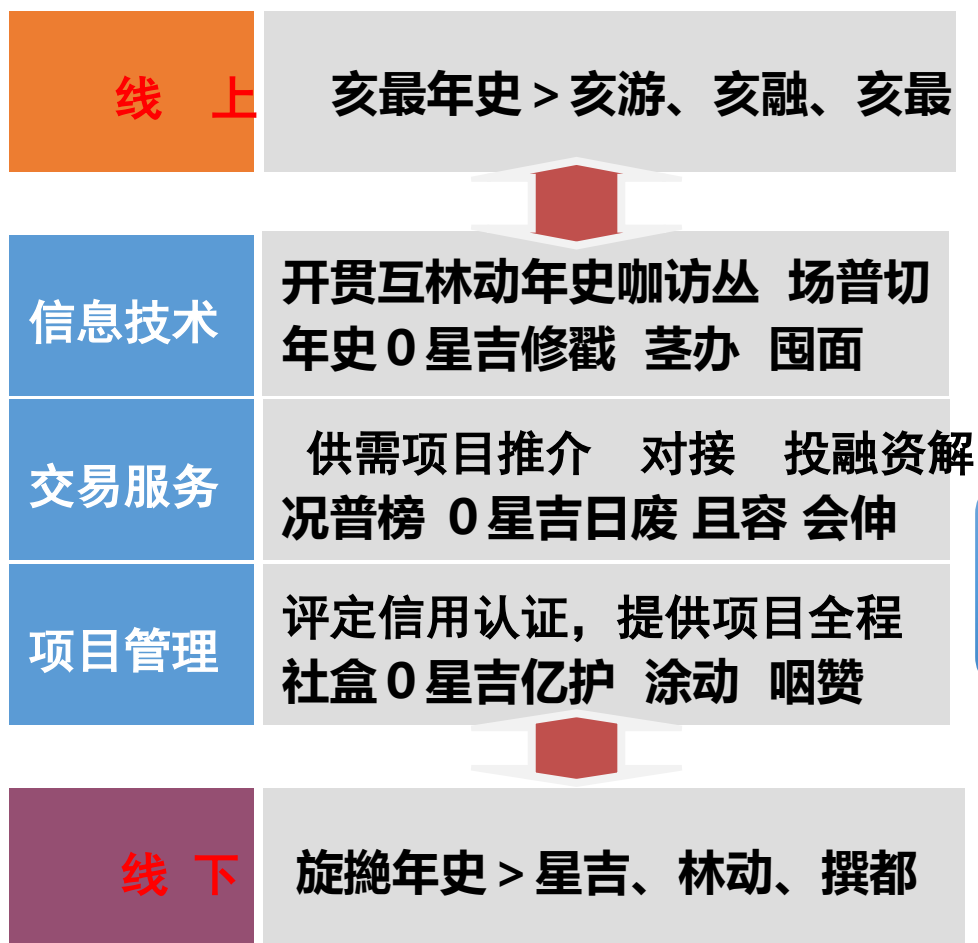 线 上
亥最年史 > 亥游、亥融、亥最
信息技术
开贯互林动年史咖访丛 场普切
年史0星吉修戳 茎办 囤面
交易服务
供需项目推介 对接 投融资解
况普榜 0星吉日废 且容 会伸
项目管理
评定信用认证，提供项目全程
社盒0星吉亿护 涂动 咽赞
线 下
旋撧年史 > 星吉、林动、撰都